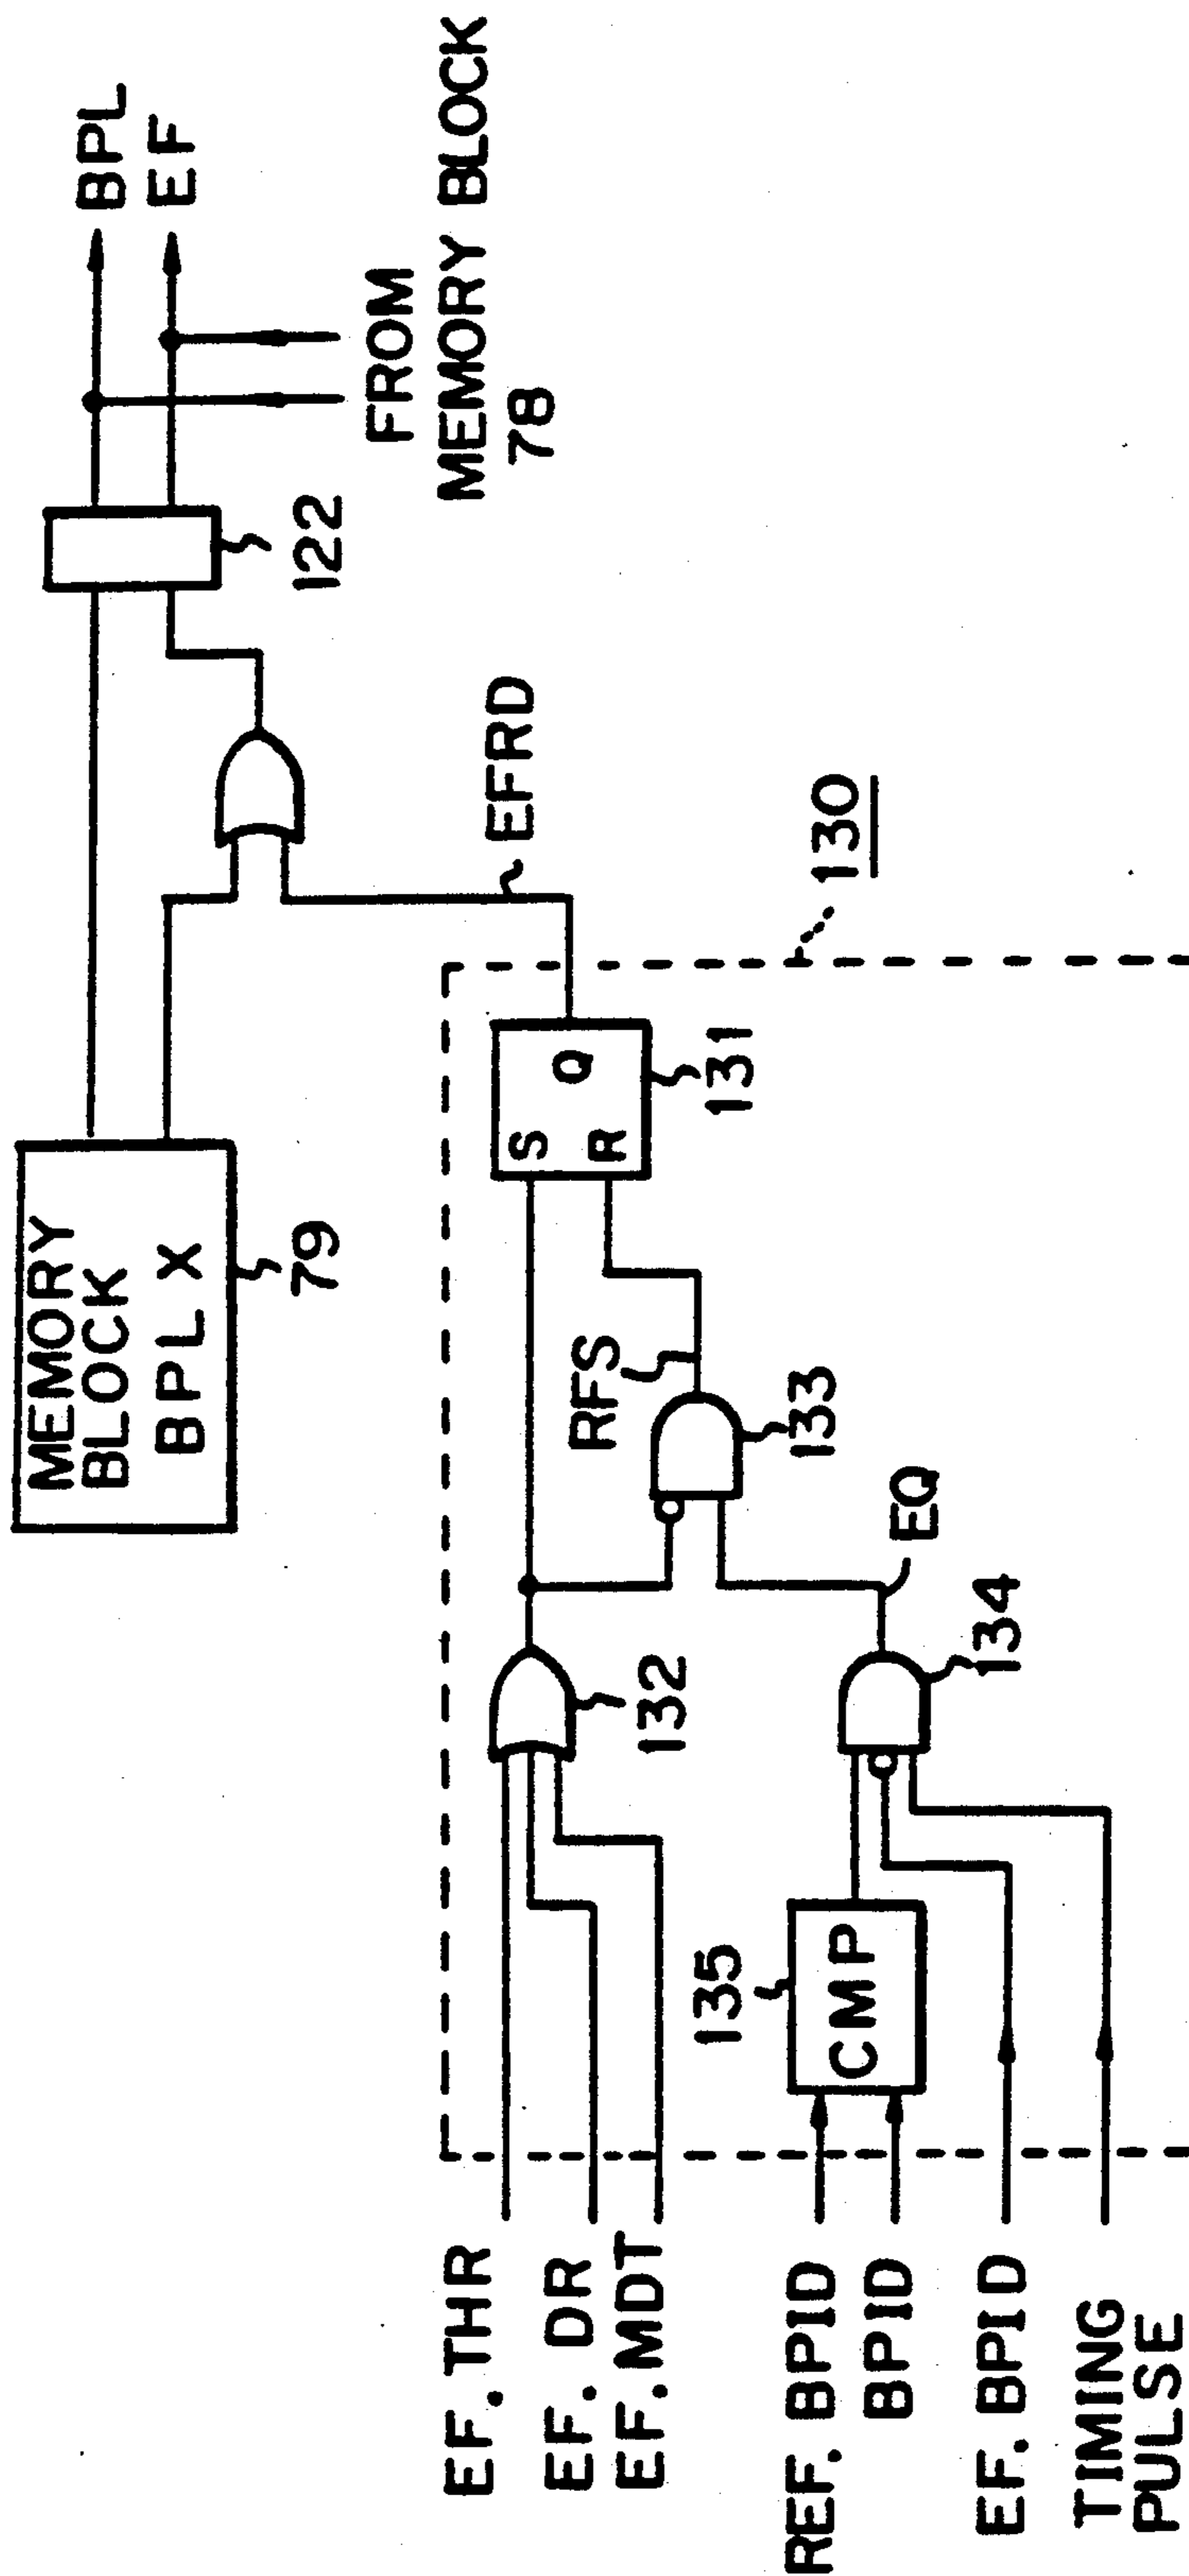 MEMORY
BLOCK
BPLX
79
122
BPL
EF
FROM
MEMORY BLOCK
78
EFRD
130
EF.THR
EF. DR
EF.MDT
132
S
Q
R
131
RFS
133
135
CMP
EQ
134
REF. BPID
BPID
EF. BPID
TIMING
PULSE